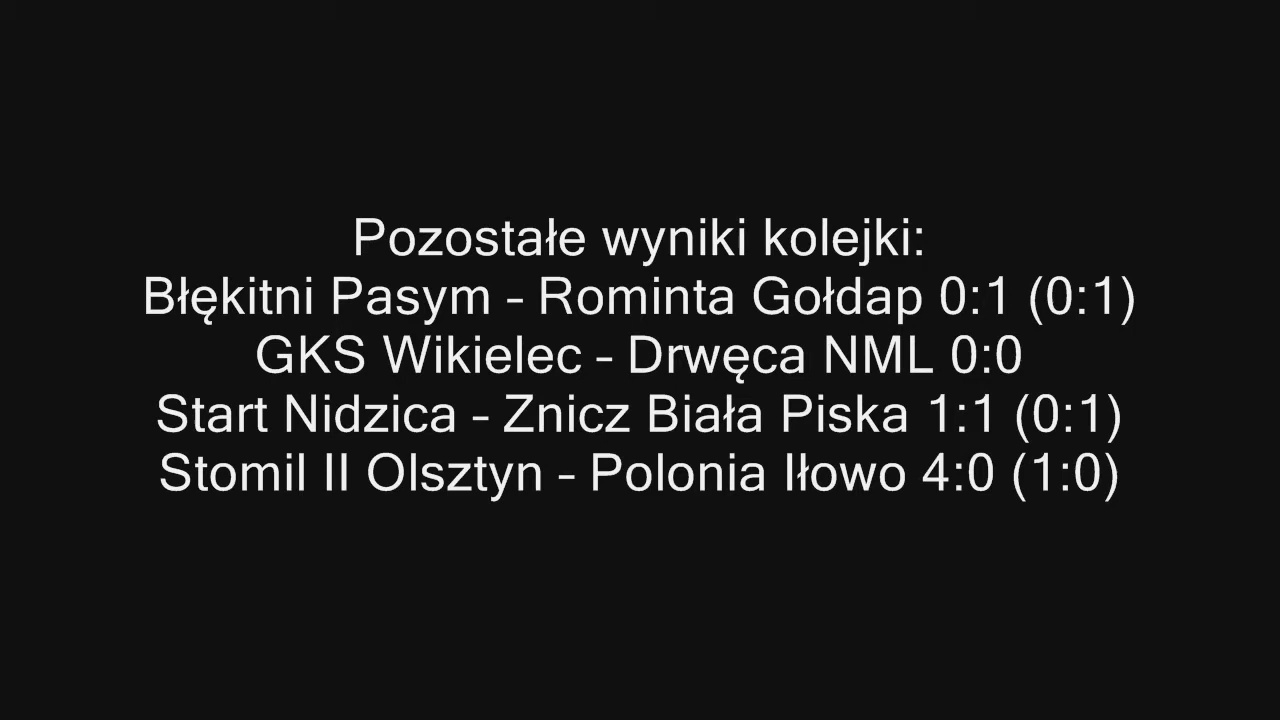 Pozostałe wyniki kolejki:
Błękitni Pasym – Rominta Gołdap 0:1 (0:1)
GKS Wikielec – Drwęca NML 0:0
Start Nidzica – Znicz Biała Piska 1:1 (0:1)
Stomil II Olsztyn – Polonia Iłowo 4:0 (1:0)